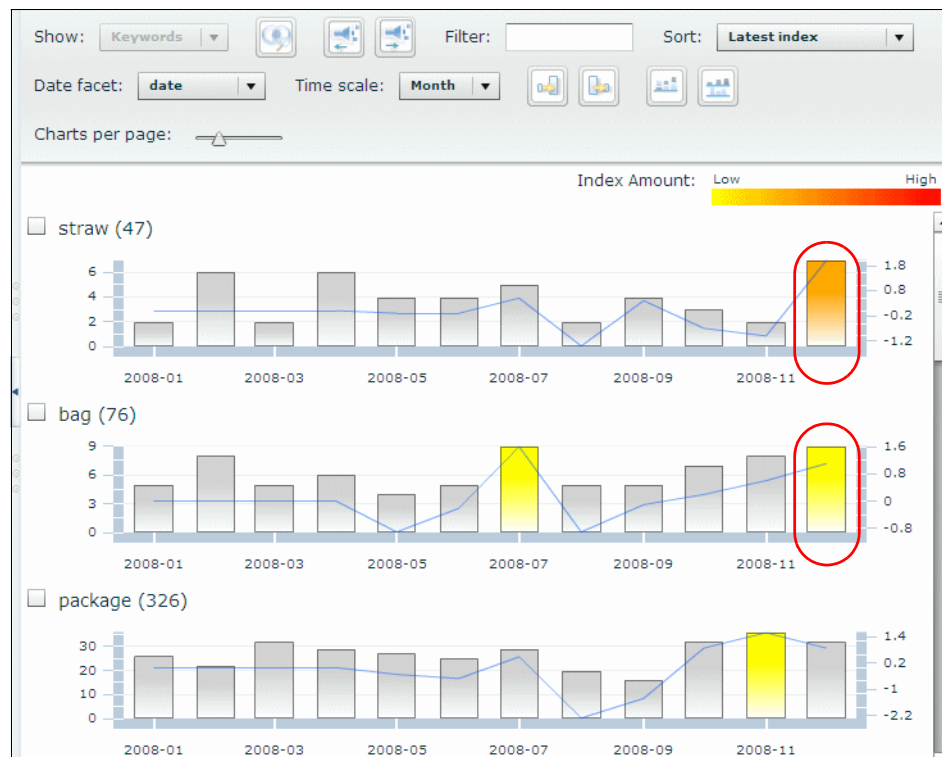 Show: Keywords Filter: Sort: Latest index
Date facet: date Time scale: Month
Charts per page:
Index Amount: Low High
straw (47)
6 1.8
4 0.8
2 -0.2
0 -1.2
2008-01 2008-03 2008-05 2008-07 2008-09 2008-11
bag (76)
9 1.6
6 0.8
3 0
0 -0.8
2008-01 2008-03 2008-05 2008-07 2008-09 2008-11
package (326)
30 1.4
20 0.2
10 -1
0 -2.2
2008-01 2008-03 2008-05 2008-07 2008-09 2008-11